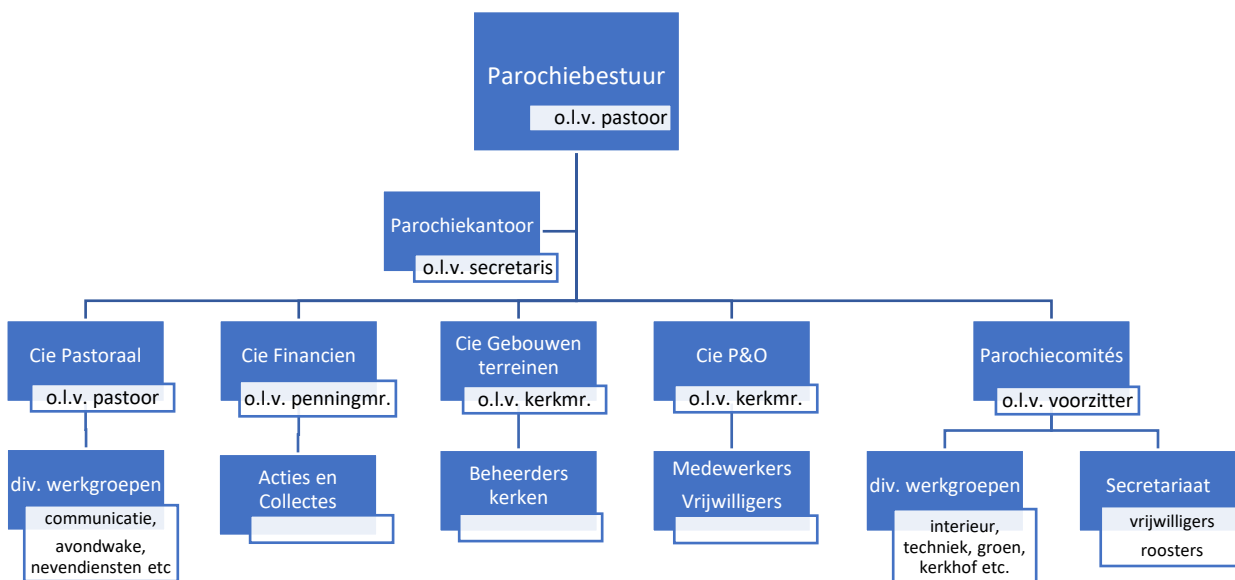 Parochiebestuur
o.l.v. pastoor
Parochiekantoor
o.l.v. secretaris
Cie Pastoraal
o.l.v. pastoor
Cie Financien
o.l.v. penningmr.
Cie Gebouwen
terreinen
o.l.v. kerkmr.
Cie P&O
o.l.v. kerkmr.
Parochiecomités
o.l.v. voorzitter
div. werkgroepen
communicatie,
avondwake,
nevendiensten etc
Acties en
Collectes
Beheerders
kerken
Medewerkers
Vrijwilligers
div. werkgroepen
interieur,
techniek, groen,
kerkhof etc.
Secretariaat
vrijwilligers
roosters